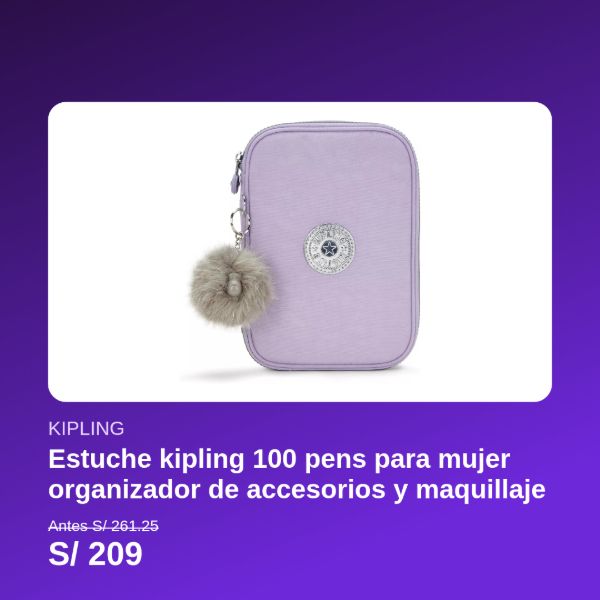 KIPLING
Estuche kipling 100 pens para mujer
organizador de accesorios y maquillaje
Antes S/ 261.25
S/ 209